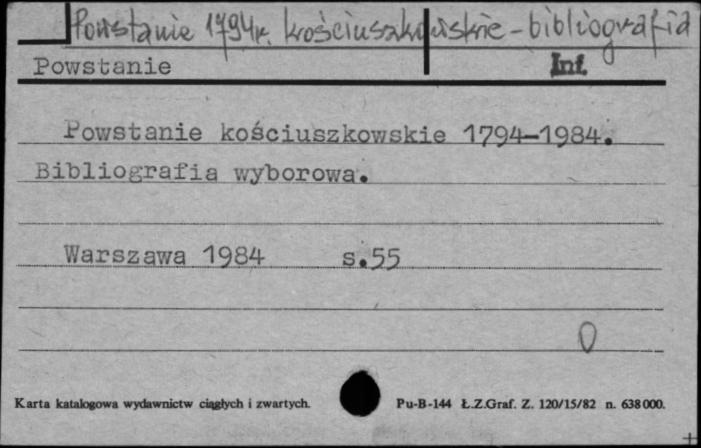 Powstanie 1794r. kościuszkowskie - bibliografia
Powstanie Inf.
Powstanie kościuszkowskie 1794-1984.
Bibliografia wyborowa.
Warszawa 1984 s.55
Karta katalogowa wydawnictw ciągłych i zwartych. Pu-B-144 Ł.Z.Graf. Z. 120/15/82 n. 638000.